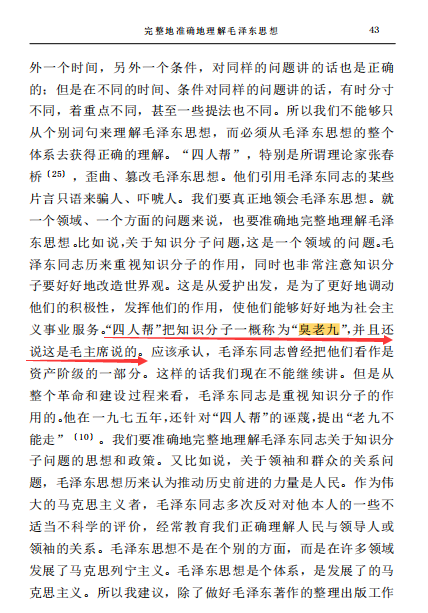 完整地准确地理解毛泽东思想 43
外一个时间，另外一个条件，对同样的问题讲的话也是正确
的；但是在不同的时间、条件对同样的问题讲的话，有时分寸
不同，着重点不同，甚至一些提法也不同。所以我们不能够只
从个别词句来理解毛泽东思想，而必须从毛泽东思想的整个
体系去获得正确的理解。“四人帮”，特别是所谓理论家张春
桥〔25〕，歪曲、篡改毛泽东思想。他们引用毛泽东同志的某些
片言只语来骗人、吓唬人。我们要真正地领会毛泽东思想。就
一个领域、一个方面的问题来说，也要准确地完整地理解毛泽
东思想。比如说，关于知识分子问题，这是一个领域的问题。毛
泽东同志历来重视知识分子的作用，同时也非常注意知识分
子要好好地改造世界观。这是从爱护出发，是为了更好地调动
他们的积极性，发挥他们的作用，使他们能够好好地为社会主
义事业服务。“四人帮”把知识分子一概称为“臭老九”，并且还
说这是毛主席说的。应该承认，毛泽东同志曾经把他们看作是
资产阶级的一部分。这样的话我们现在不能继续讲。但是从
整个革命和建设过程来看，毛泽东同志是重视知识分子的作
用的。他在一九七五年，还针对“四人帮”的诬蔑，提出“老九不
能走”〔10〕。我们要准确地完整地理解毛泽东同志关于知识分
子问题的思想和政策。又比如说，关于领袖和群众的关系问
题，毛泽东思想历来认为推动历史前进的力量是人民。作为伟
大的马克思主义者，毛泽东同志多次反对对他本人的一些不
适当不科学的评价，经常教育我们正确理解人民与领导人或
领袖的关系。毛泽东思想不是在个别的方面，而是在许多领域
发展了马克思列宁主义。毛泽东思想是个体系，是发展了的马
克思主义。所以我建议，除了做好毛泽东著作的整理出版工作